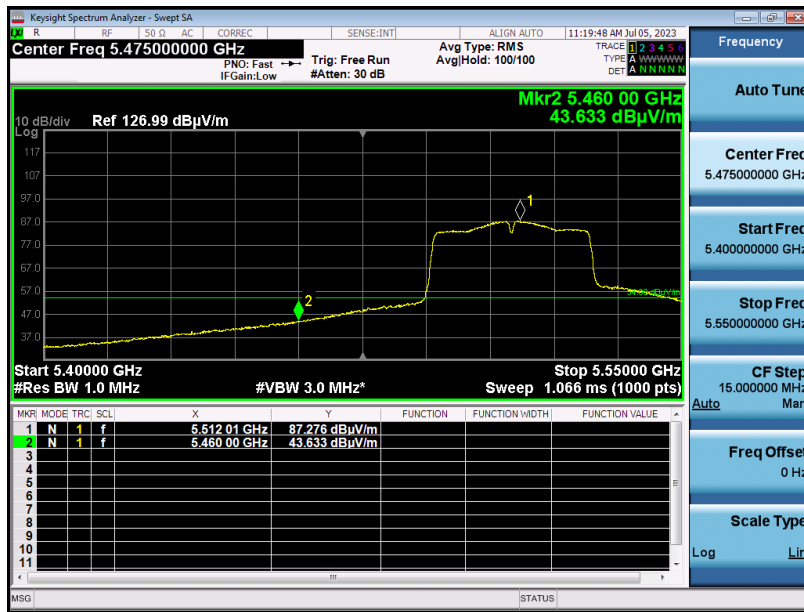 Keysight Spectrum Analyzer - Swept SA
LXI R RF 50 Ω AC CORREC SENSE:INT ALIGN AUTO 11:19:48 AM Jul 05, 2023
Center Freq 5.475000000 GHz
PNO: Fast
IFGain:Low
Trig: Free Run
#Atten: 30 dB
Avg Type: RMS
Avg|Hold: 100/100
TRACE 1 2 3 4 5 6
TYPE A WWWWW
DET A N N N N N
Mkr2 5.460 00 GHz
43.633 dBµV/m
10 dB/div Ref 126.99 dBµV/m
Log
117
107
97.0
87.0
77.0
67.0
57.0
47.0
37.0
1
2
Start 5.40000 GHz Stop 5.55000 GHz
#Res BW 1.0 MHz #VBW 3.0 MHz* Sweep 1.066 ms (1000 pts)
MKR MODE TRC SCL X Y FUNCTION FUNCTION WIDTH FUNCTION VALUE
1 N 1 f 5.512 01 GHz 87.276 dBµV/m
2 N 1 f 5.460 00 GHz 43.633 dBµV/m
3
4
5
6
7
8
9
10
11
MSG STATUS
Frequency
Auto Tune
Center Freq
5.475000000 GHz
Start Freq
5.400000000 GHz
Stop Freq
5.550000000 GHz
CF Step
15.000000 MHz
Auto Man
Freq Offset
0 Hz
Scale Type
Log Lin